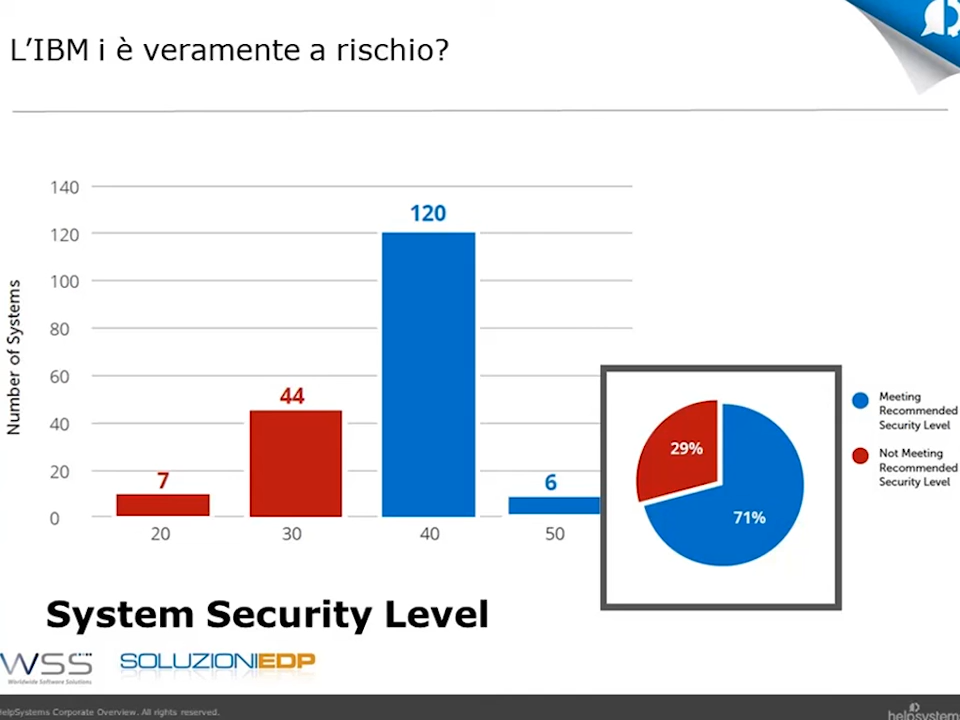 L'IBM i è veramente a rischio?
140
120
100
80
60
40
20
0
Number of Systems
7
44
120
6
20
30
40
50
29%
71%
Meeting
Recommended
Security Level
Not Meeting
Recommended
Security Level
System Security Level
WSS
Worldwide Software Solutions
SOLUZIONIEDP
HelpSystems Corporate Overview. All rights reserved.
helpsystems